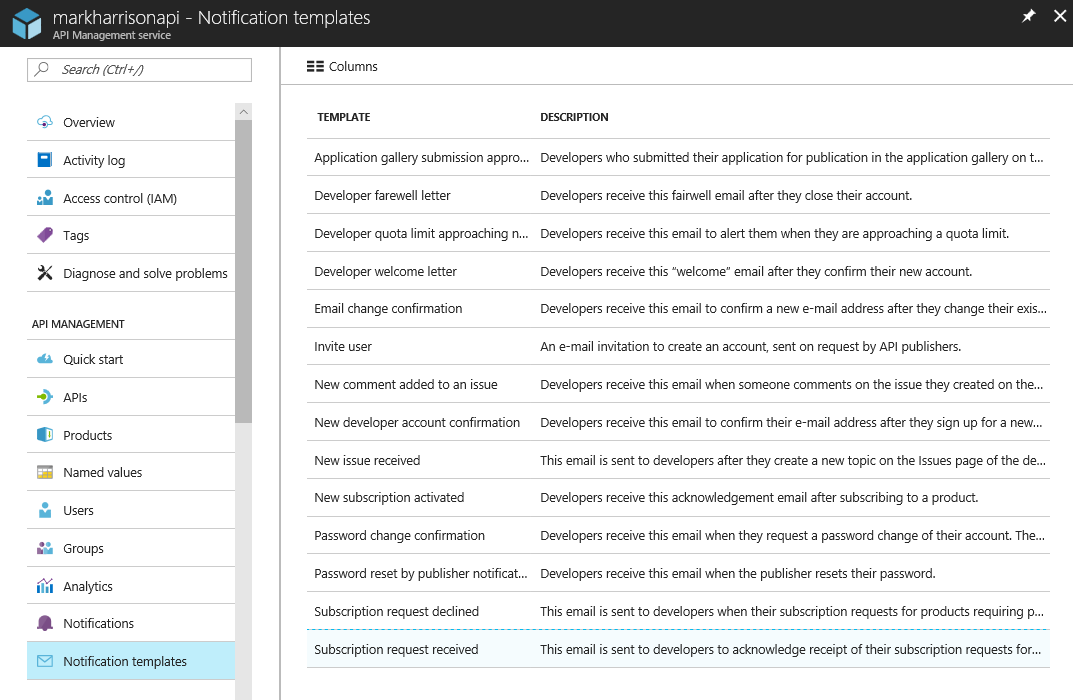 markharrisonapi - Notification templates
API Management service
Search (Ctrl+/)
Overview
Activity log
Access control (IAM)
Tags
Diagnose and solve problems
API MANAGEMENT
Quick start
APIs
Products
Named values
Users
Groups
Analytics
Notifications
Notification templates
Columns
TEMPLATE DESCRIPTION
Application gallery submission appro... Developers who submitted their application for publication in the application gallery on t...
Developer farewell letter Developers receive this fairwell email after they close their account.
Developer quota limit approaching n... Developers receive this email to alert them when they are approaching a quota limit.
Developer welcome letter Developers receive this “welcome” email after they confirm their new account.
Email change confirmation Developers receive this email to confirm a new e-mail address after they change their exis...
Invite user An e-mail invitation to create an account, sent on request by API publishers.
New comment added to an issue Developers receive this email when someone comments on the issue they created on the...
New developer account confirmation Developers receive this email to confirm their e-mail address after they sign up for a new...
New issue received This email is sent to developers after they create a new topic on the Issues page of the de...
New subscription activated Developers receive this acknowledgement email after subscribing to a product.
Password change confirmation Developers receive this email when they request a password change of their account. The...
Password reset by publisher notificat... Developers receive this email when the publisher resets their password.
Subscription request declined This email is sent to developers when their subscription requests for products requiring p...
Subscription request received This email is sent to developers to acknowledge receipt of their subscription requests for...